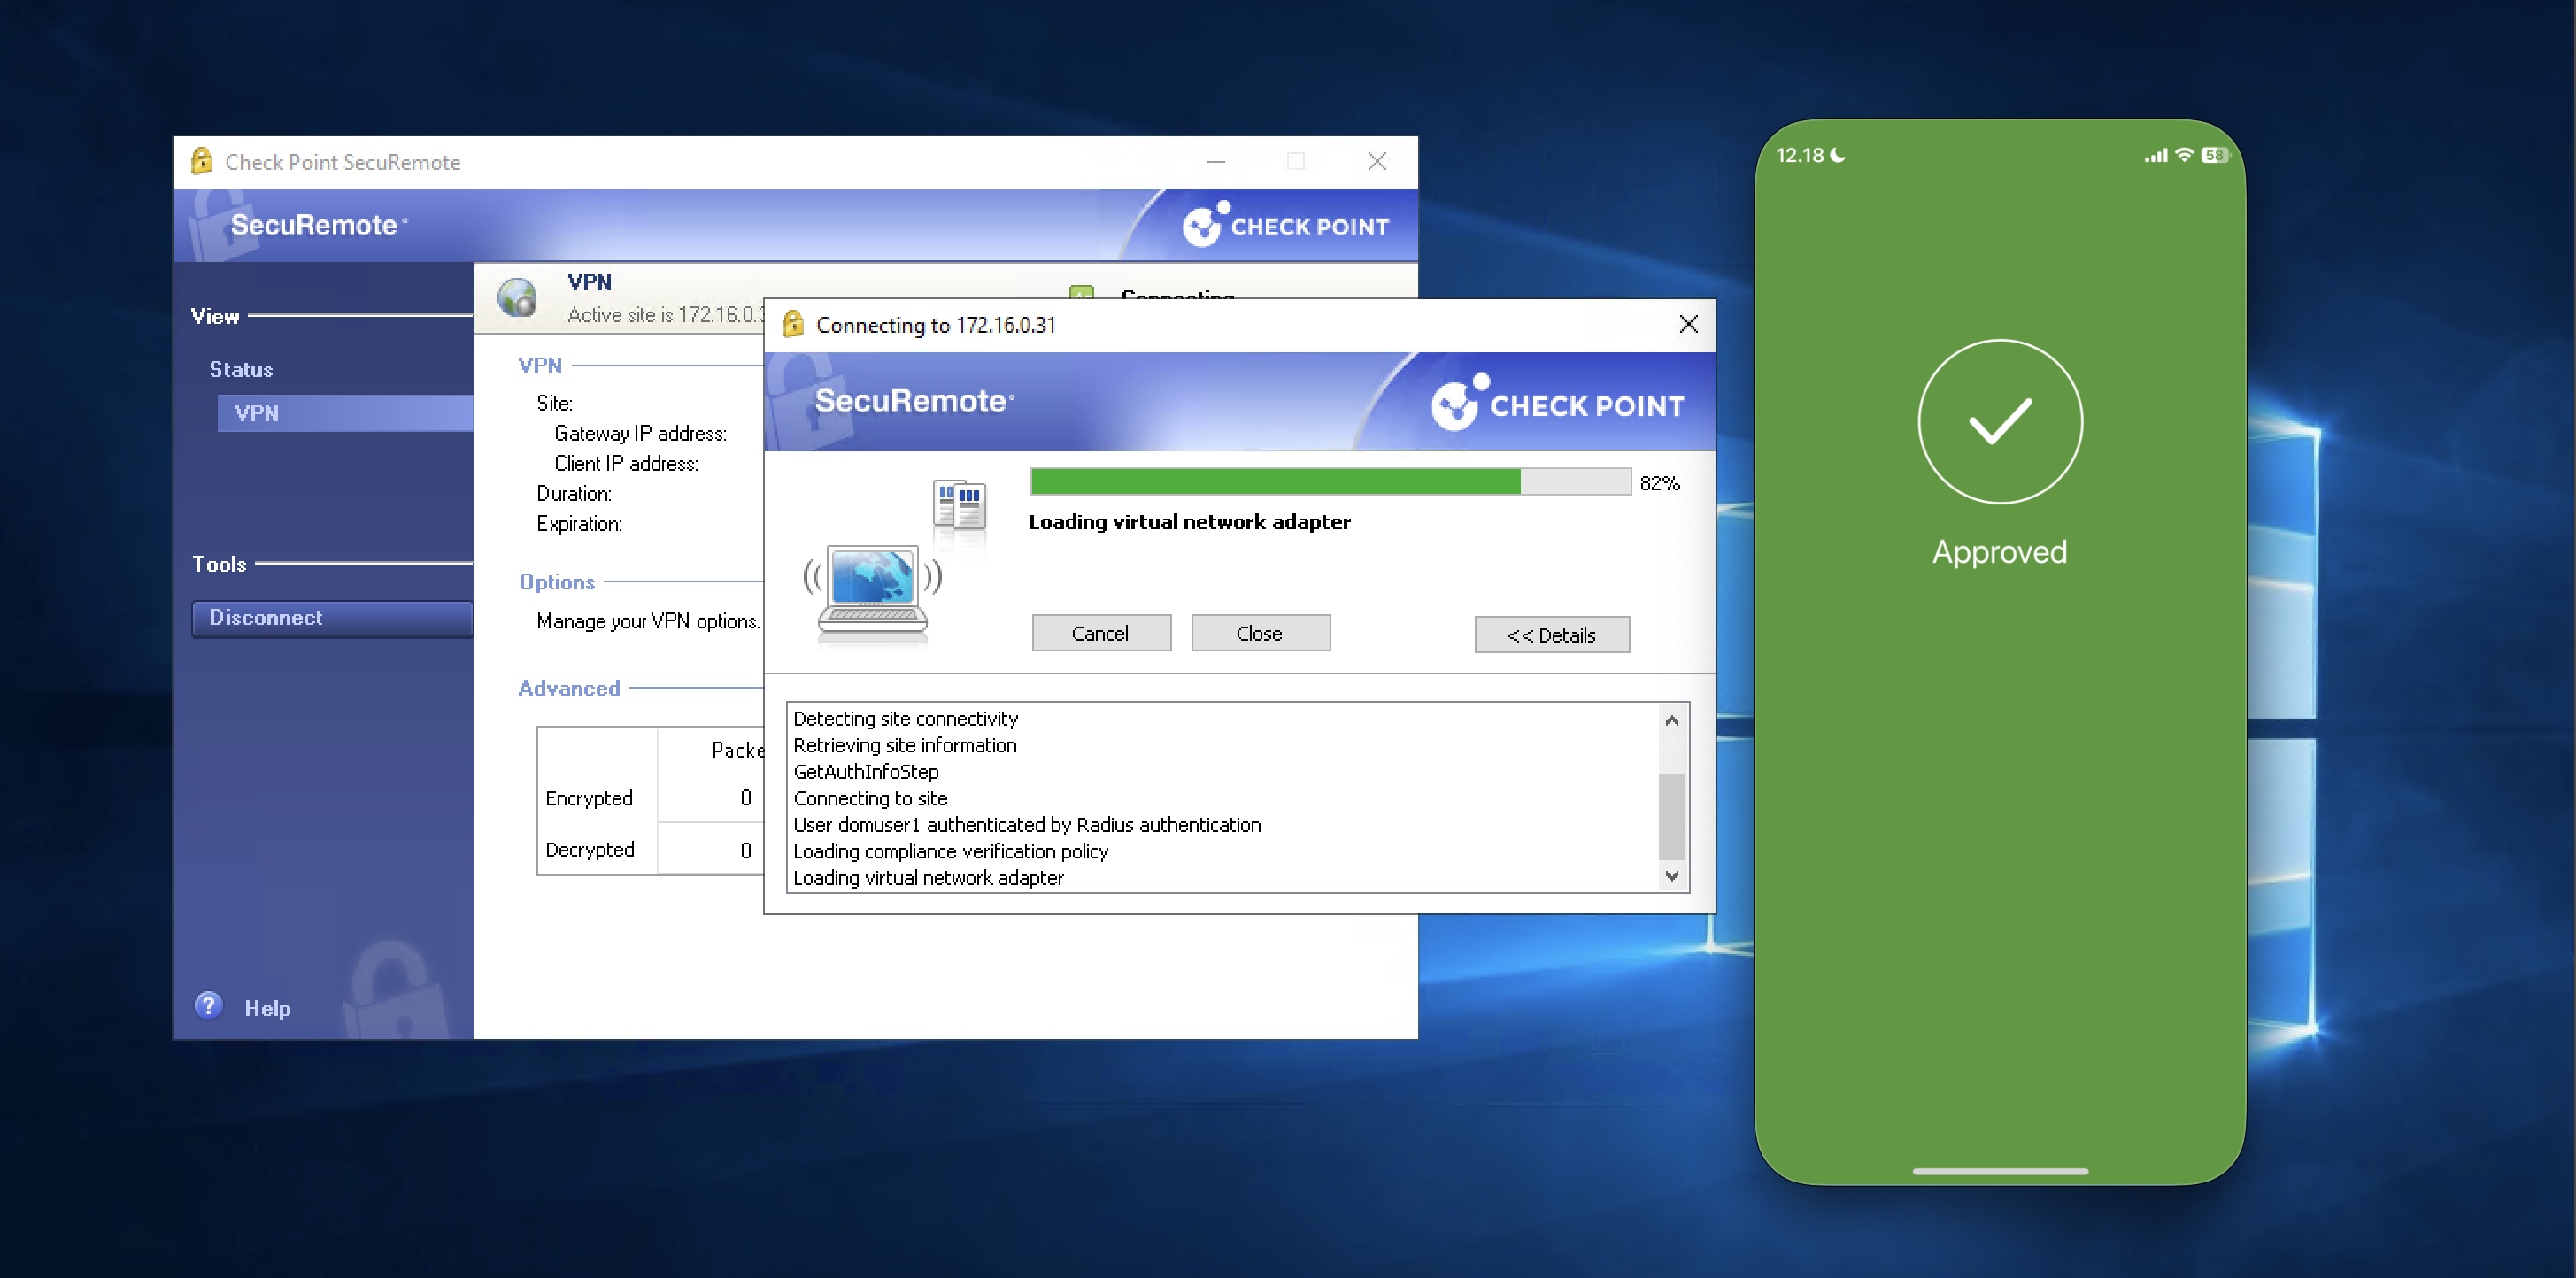 Check Point SecuRemote
SecuRemote
CHECK POINT
View
Status
VPN
Tools
Disconnect
Help
VPN
Connecting
Active site is 172.16.0.3
VPN
Site:
Gateway IP address:
Client IP address:
Duration:
Expiration:
Options
Manage your VPN options.
Advanced
Packe
Encrypted 0
Decrypted 0
Connecting to 172.16.0.31
SecuRemote
CHECK POINT
82%
Loading virtual network adapter
Cancel Close << Details
Detecting site connectivity
Retrieving site information
GetAuthInfoStep
Connecting to site
User domuser1 authenticated by Radius authentication
Loading compliance verification policy
Loading virtual network adapter
12.18 58
Approved